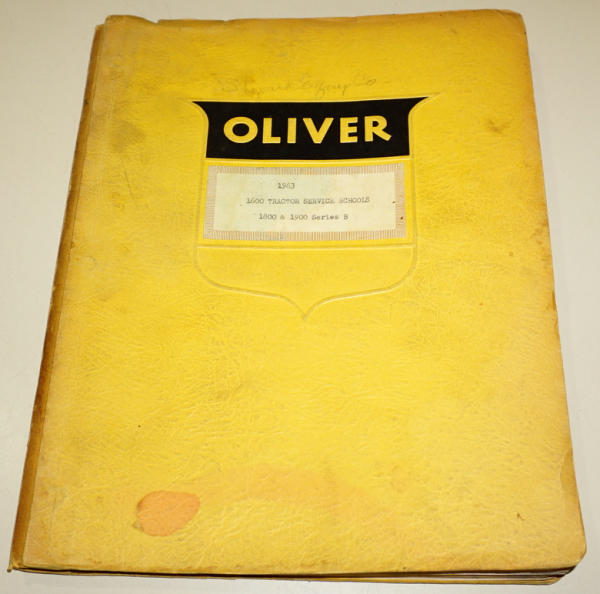 OLIVER
1963
1600 TRACTOR SERVICE SCHOOLS
1800 & 1900 Series B